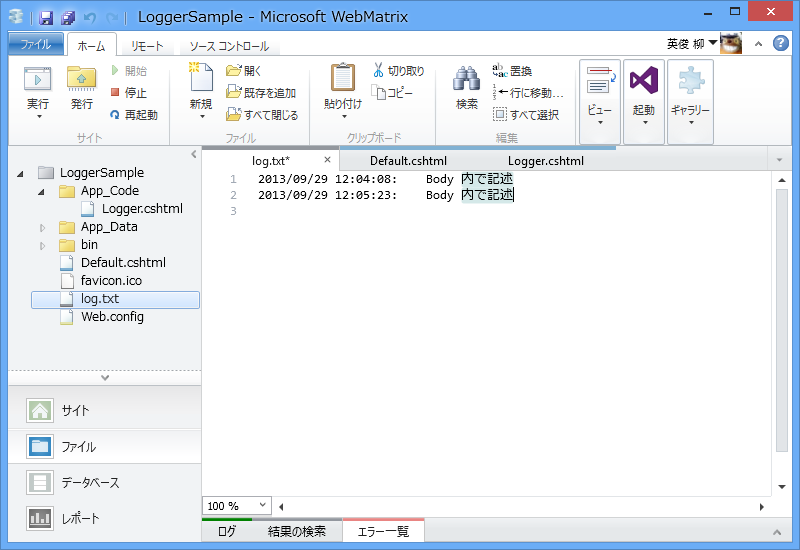 LoggerSample - Microsoft WebMatrix
ファイル ホーム リモート ソース コントロール 英俊 柳
実行
発行
開始
停止
再起動
サイト
新規
開く
既存を追加
すべて閉じる
ファイル
貼り付け
切り取り
コピー
クリップボード
検索
置換
行に移動...
すべて選択
編集
ビュー
起動
ギャラリー
LoggerSample
App_Code
Logger.cshtml
App_Data
bin
Default.cshtml
favicon.ico
log.txt
Web.config
サイト
ファイル
データベース
レポート
log.txt* × Default.cshtml Logger.cshtml
1 2013/09/29 12:04:08: Body 内で記述
2 2013/09/29 12:05:23: Body 内で記述
3
100 %
ログ 結果の検索 エラー一覧